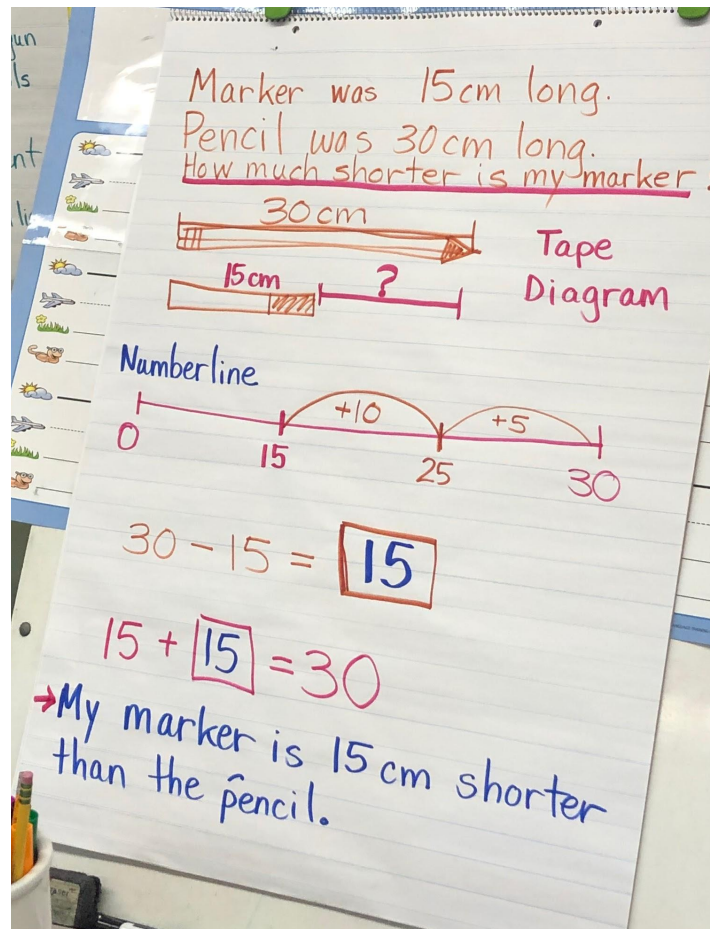 Marker was 15cm long.
Pencil was 30cm long.
How much shorter is my marker.
30cm
Tape
Diagram
15cm ?
Numberline
+10 +5
0 15 25 30
30 - 15 = 15
15 + 15 = 30
→My marker is 15cm shorter
than the pencil.